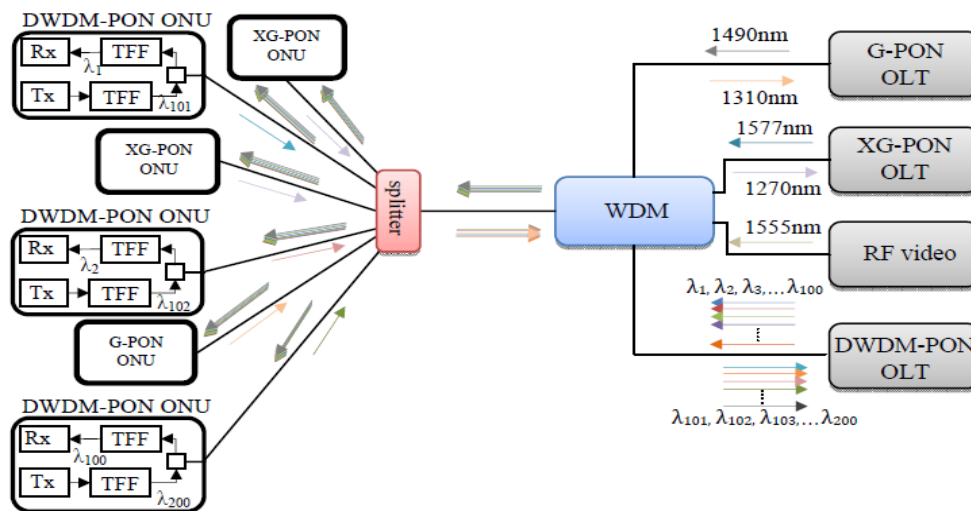 DWDM-PON ONU
Rx
TFF
λ1
Tx
TFF
λ101
XG-PON
ONU
XG-PON
ONU
DWDM-PON ONU
Rx
TFF
λ2
Tx
TFF
λ102
G-PON
ONU
DWDM-PON ONU
Rx
TFF
λ100
Tx
TFF
λ200
splitter
WDM
1490nm
1310nm
G-PON
OLT
1577nm
1270nm
XG-PON
OLT
1555nm
RF video
λ1, λ2, λ3,…λ100
DWDM-PON
OLT
λ101, λ102, λ103,…λ200